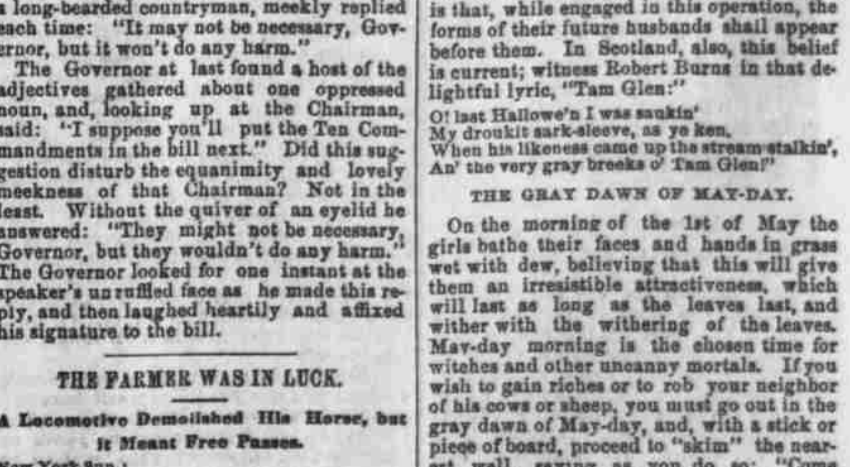 a long-bearded countryman, meekly replied
each time: "It may not be necessary, Gov-
ernor, but it won't do any harm."
The Governor at last found a host of the
adjectives gathered about one oppressed
noun, and, looking up at the Chairman,
said: "I suppose you'll put the Ten Com-
mandments in the bill next." Did this sug-
gestion disturb the equanimity and lovely
meekness of that Chairman? Not in the
least. Without the quiver of an eyelid he
answered: "They might not be necessary,
Governor, but they wouldn't do any harm."
The Governor looked for one instant at the
speaker's unruffled face as he made this re-
ply, and then laughed heartily and affixed
his signature to the bill.
THE FARMER WAS IN LUCK.
A Locomotive Demolished His Horse, but
it Meant Free Passes.
New York Sun:
is that, while engaged in this operation, the
forms of their future husbands shall appear
before them. In Scotland, also, this belief
is current; witness Robert Burns in that de-
lightful lyric, "Tam Glen:"
O! last Hallowe'n I was saukin'
My droukit sark-sleeve, as ye ken,
When his likeness came up the stream stalkin',
An' the very gray breeks o' Tam Glen!"
THE GRAY DAWN OF MAY-DAY.
On the morning of the 1st of May the
girls bathe their faces and hands in grass
wet with dew, believing that this will give
them an irresistible attractiveness, which
will last as long as the leaves last, and
wither with the withering of the leaves.
May-day morning is the chosen time for
witches and other uncanny mortals. If you
wish to gain riches or to rob your neighbor
of his cows or sheep, you must go out in the
gray dawn of May-day, and, with a stick or
piece of board, proceed to "skim" the near-
est well, saying as you do so: "Come